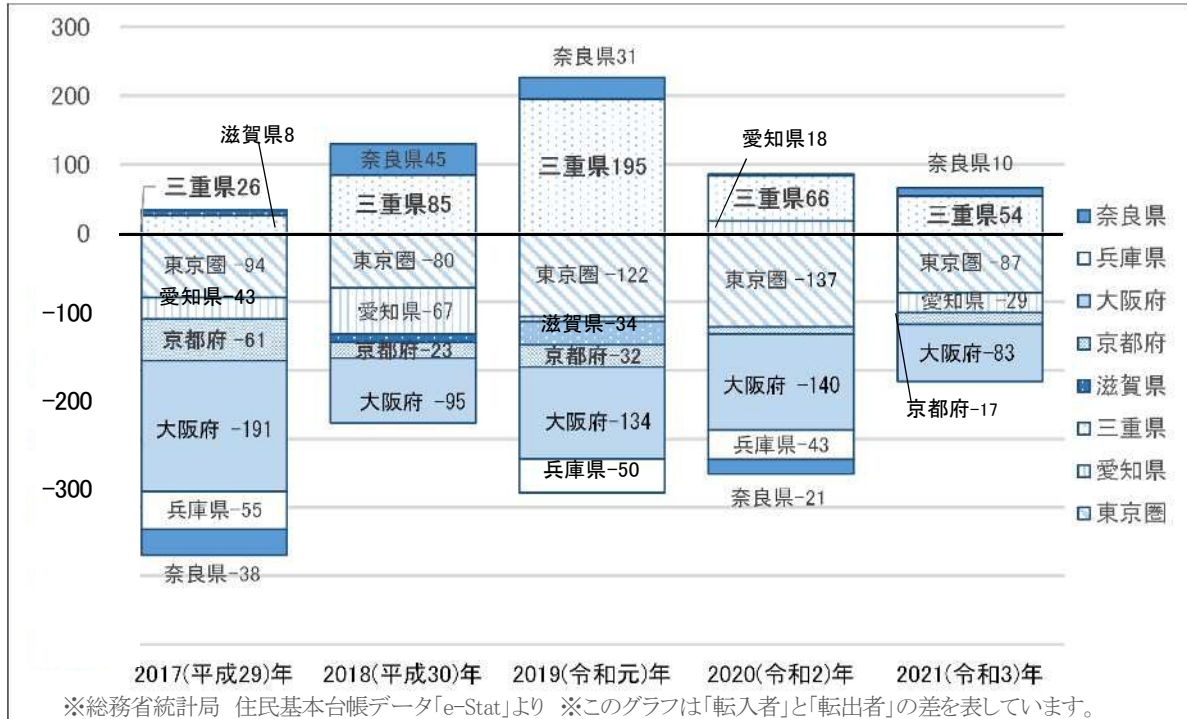 300
200
100
0
-100
-200
-300
滋賀県8
三重県26
東京圏 -94
愛知県-43
京都府 -61
大阪府 -191
兵庫県-55
奈良県-38
奈良県45
三重県85
東京圏 -80
愛知県-67
京都府-23
大阪府 -95
奈良県31
三重県195
東京圏 -122
滋賀県-34
京都府-32
大阪府-134
兵庫県-50
愛知県18
三重県66
東京圏 -137
大阪府 -140
兵庫県-43
奈良県-21
奈良県10
三重県54
東京圏 -87
愛知県 -29
大阪府-83
京都府-17
奈良県
兵庫県
大阪府
京都府
滋賀県
三重県
愛知県
東京圏
2017(平成29)年 2018(平成30)年 2019(令和元)年 2020(令和2)年 2021(令和3)年
※総務省統計局 住民基本台帳データ「e-Stat」より ※このグラフは「転入者」と「転出者」の差を表しています。